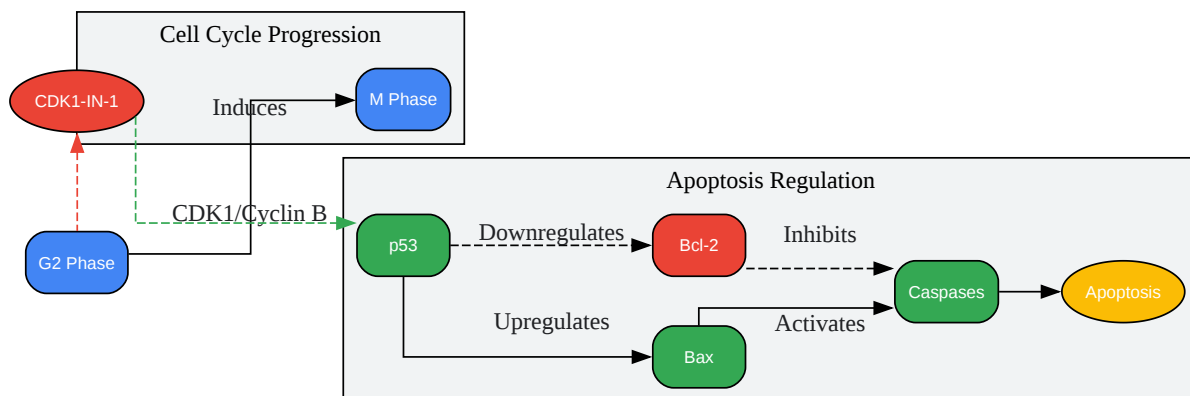 Cell Cycle Progression
CDK1-IN-1
M Phase
Induces
Apoptosis Regulation
CDK1/Cyclin B
p53
Downregulates
Bcl-2
Inhibits
G2 Phase
Caspases
Apoptosis
Upregulates
Activates
Bax